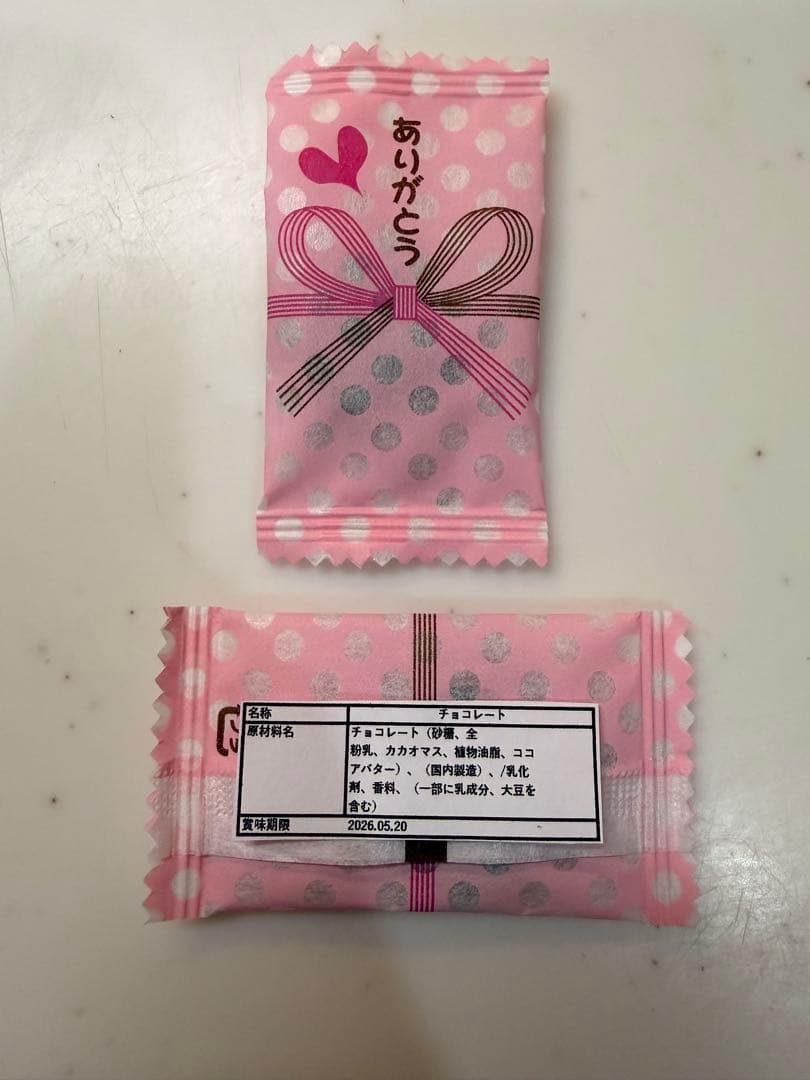 ありがとう
名称 チョコレート
原材料名 チョコレート（砂糖、全
粉乳、カカオマス、植物油脂、ココ
アバター）、（国内製造）、/乳化
剤、香料、（一部に乳成分、大豆を
含む）
賞味期限 2026.05.20